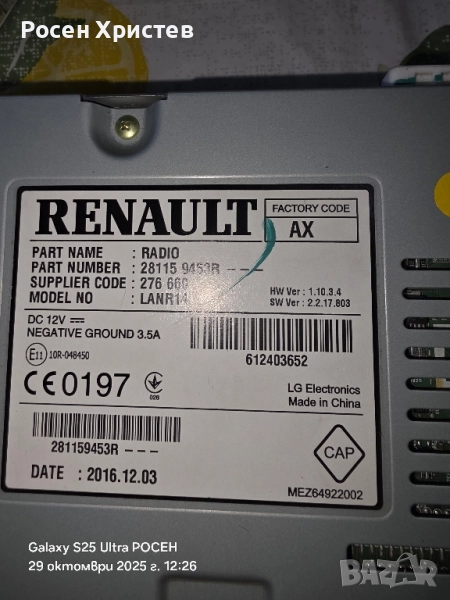 Росен Христев
RENAULT
FACTORY CODE
AX
PART NAME : RADIO
PART NUMBER : 28115 9453R - - -
SUPPLIER CODE : 276 660
MODEL NO : LANR14
HW Ver : 1.10.3.4
SW Ver : 2.2.17.803
DC 12V
NEGATIVE GROUND 3.5A
E11 10R-048450
612403652
CE0197
026
LG Electronics
Made in China
281159453R - - -
CAP
DATE : 2016.12.03
MEZ64922002
Galaxy S25 Ultra РОСЕН
29 октомври 2025 г. 12:26
BAZAR